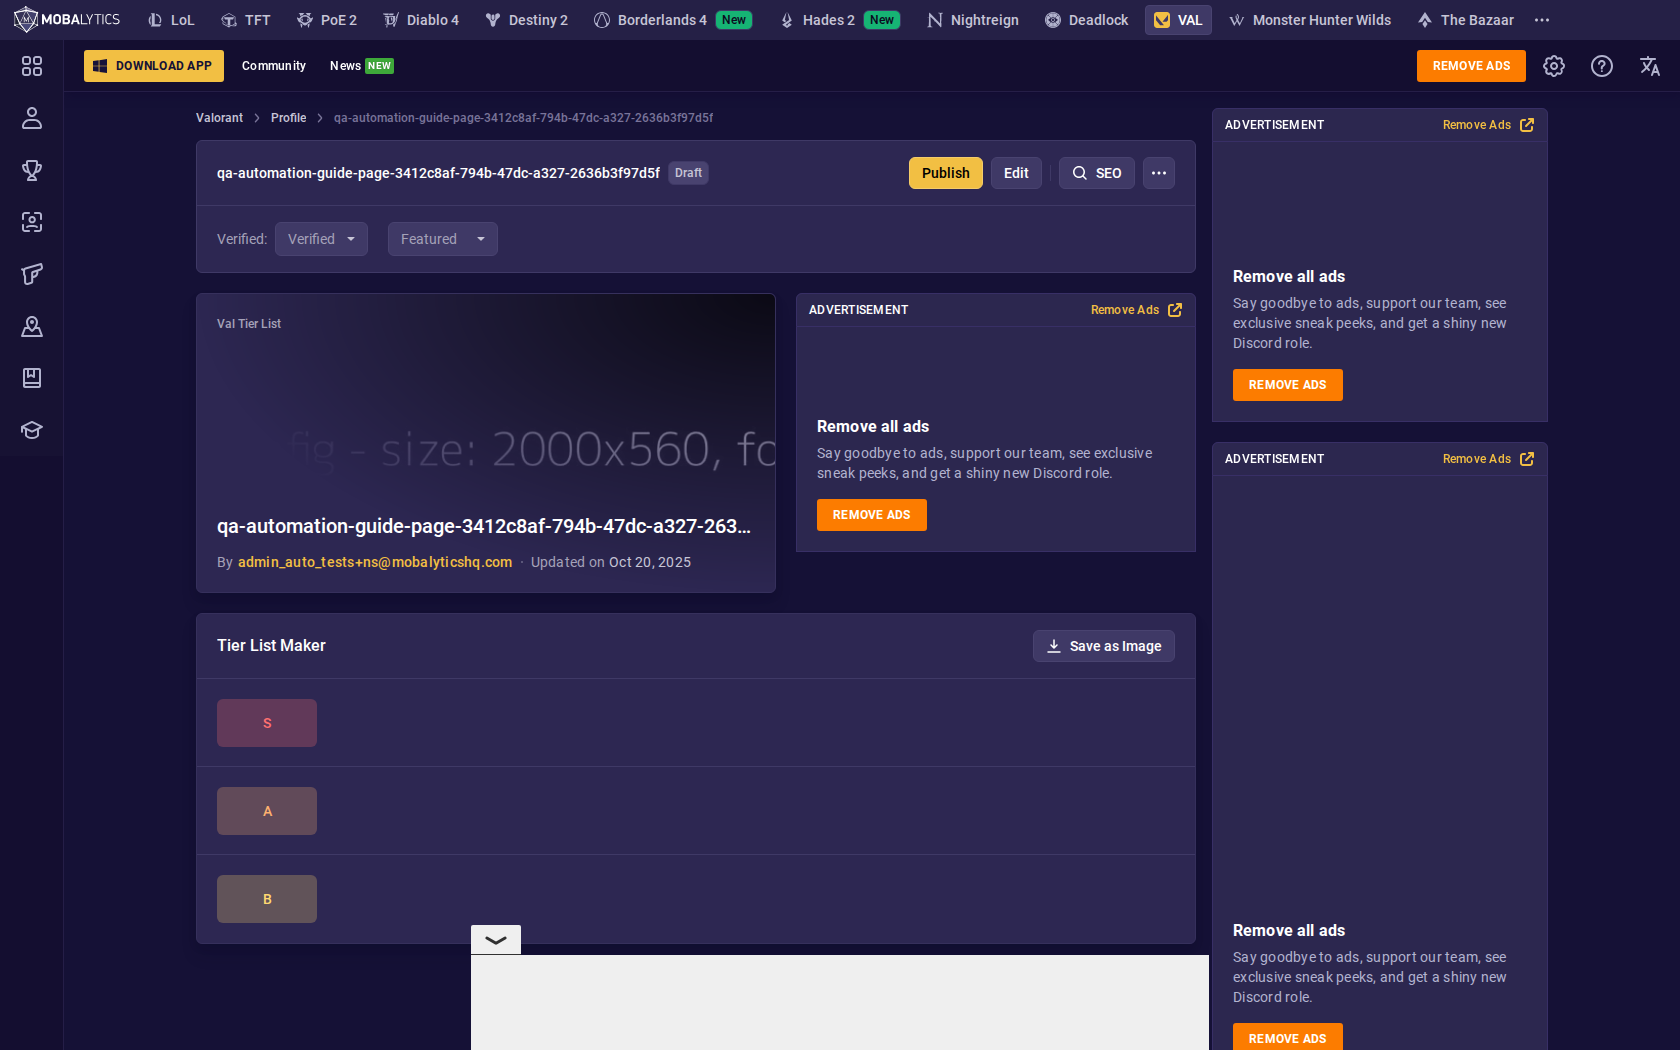 MOBALYTICS
LoL
TFT
PoE 2
Diablo 4
Destiny 2
Borderlands 4 New
Hades 2 New
Nightreign
Deadlock
VAL
Monster Hunter Wilds
The Bazaar
DOWNLOAD APP
Community
News NEW
REMOVE ADS
Valorant > Profile > qa-automation-guide-page-3412c8af-794b-47dc-a327-2636b3f97d5f
qa-automation-guide-page-3412c8af-794b-47dc-a327-2636b3f97d5f Draft
Publish
Edit
SEO
Verified: Verified
Featured
Val Tier List
fig - size: 2000x560, fo
qa-automation-guide-page-3412c8af-794b-47dc-a327-263...
By admin_auto_tests+ns@mobalyticshq.com · Updated on Oct 20, 2025
ADVERTISEMENT
Remove Ads
Remove all ads
Say goodbye to ads, support our team, see exclusive
sneak peeks, and get a shiny new Discord role.
REMOVE ADS
Tier List Maker
Save as Image
S
A
B
ADVERTISEMENT
Remove Ads
Remove all ads
Say goodbye to ads, support our team, see
exclusive sneak peeks, and get a shiny new
Discord role.
REMOVE ADS
ADVERTISEMENT
Remove Ads
Remove all ads
Say goodbye to ads, support our team, see
exclusive sneak peeks, and get a shiny new
Discord role.
REMOVE ADS